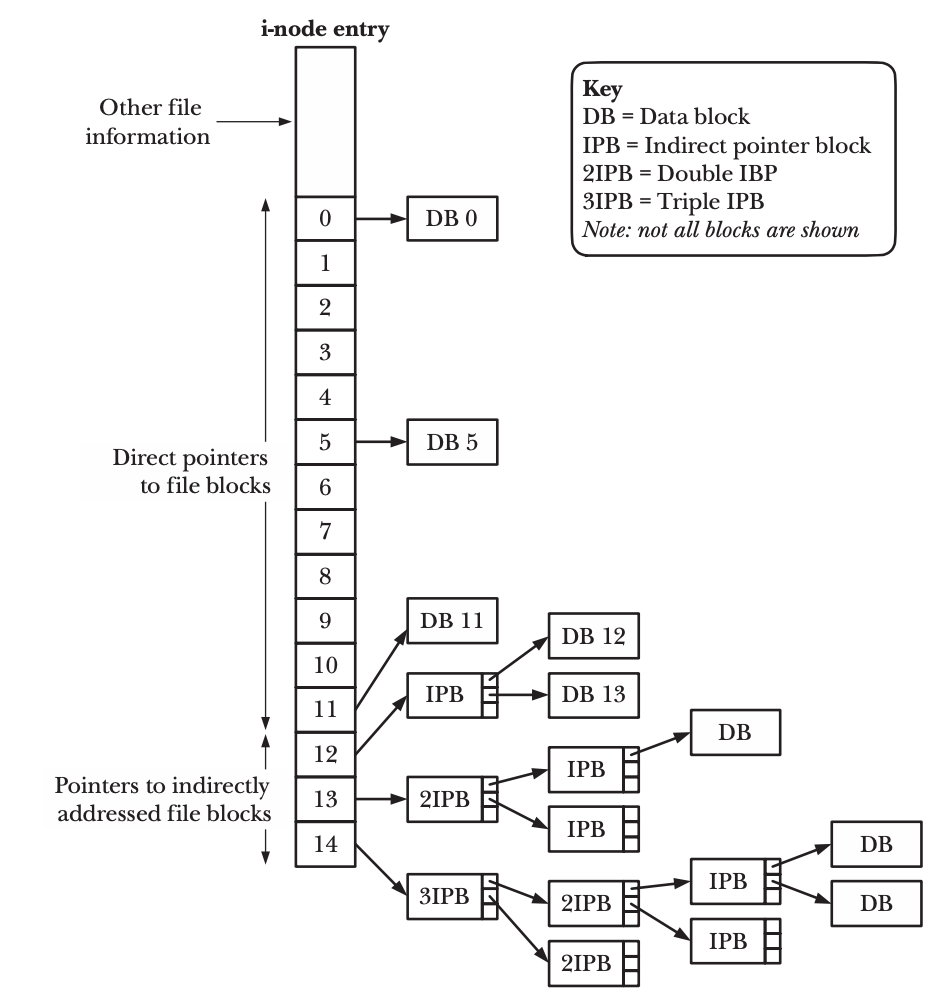 i-node entry
Other file
information
Key
DB = Data block
IPB = Indirect pointer block
2IPB = Double IBP
3IPB = Triple IPB
Note: not all blocks are shown
0
DB 0
1
2
3
4
5
DB 5
Direct pointers
to file blocks
6
7
8
9
10
11
DB 11
DB 12
IPB
DB 13
12
DB
Pointers to indirectly
addressed file blocks
13
2IPB
IPB
IPB
14
DB
3IPB
2IPB
IPB
DB
IPB
2IPB